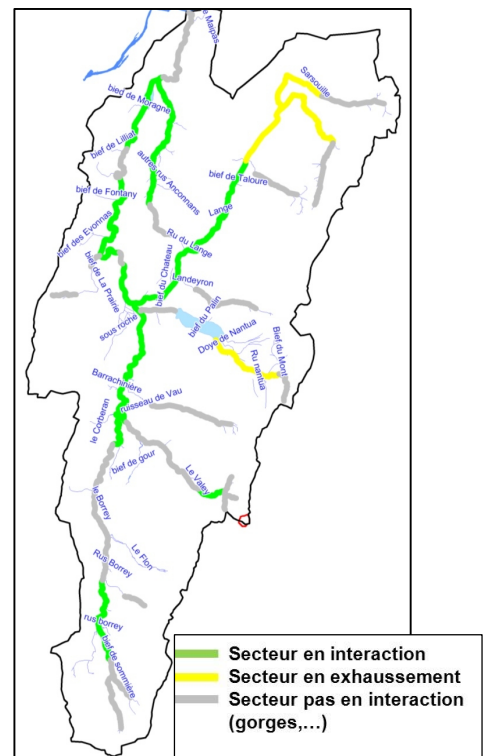 Malpas
bied de Moragne
Sarsouille
bief de Lilliat
autres rus Anconnans
bief de Fontany
bief de Taloure
Lange
bief des Evonnas
Ru du Lange
bief de La Prairie
bief du Chateau
Landeyron
sous roche
bief du Palin
Doye de Nantua
Bief du Mont
Ru nantua
Barrachinière
ruisseau de Vau
le Corberan
bief de gour
Le Valey
le Borrey
Le Flon
Rus Borrey
rus borrey
bief de sommière
Secteur en interaction
Secteur en exhaussement
Secteur pas en interaction
(gorges,...)